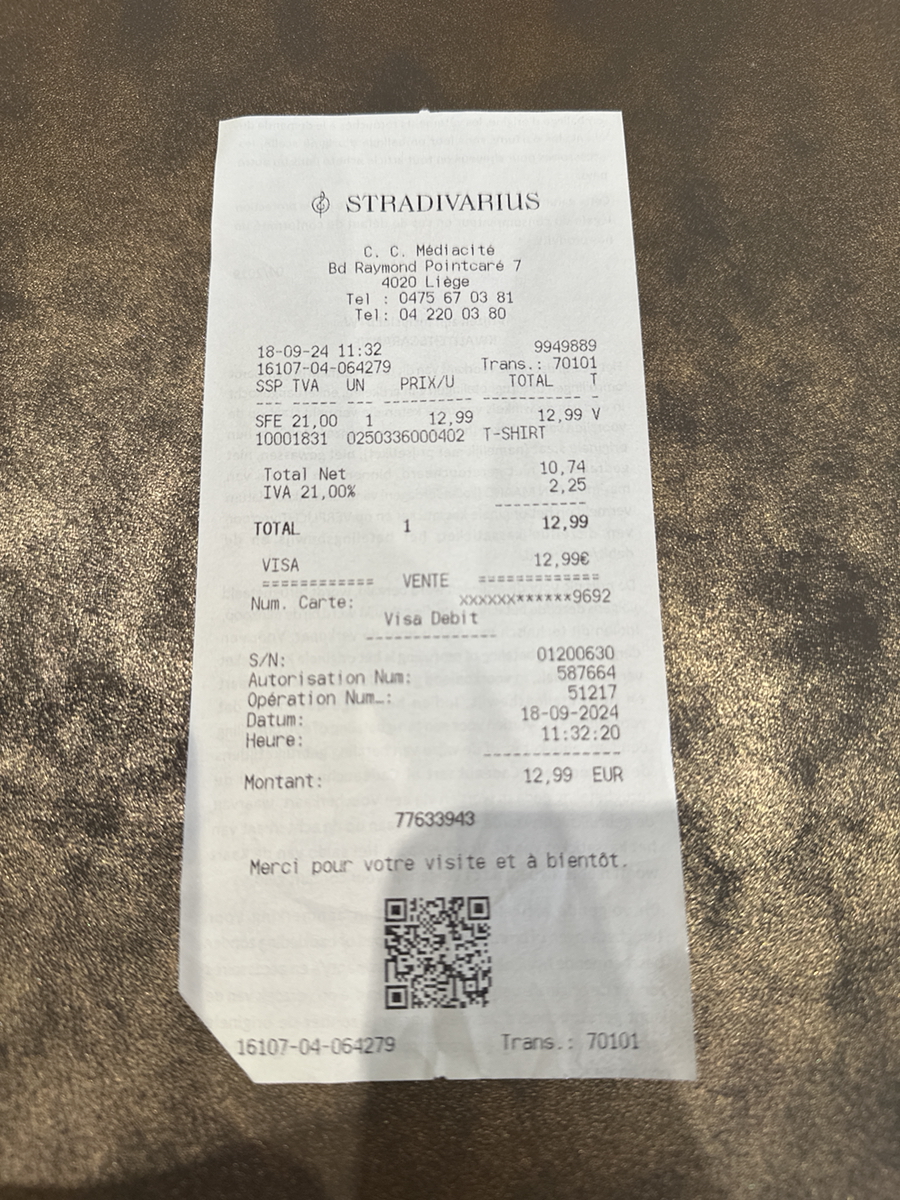 STRADIVARIUS
C. C. Médiacité
Bd Raymond Pointcaré 7
4020 Liège
Tel : 0475 67 03 81
Tel: 04 220 03 80
18-09-24 11:32 9949889
16107-04-064279 Trans.: 70101
SSP TVA UN PRIX/U TOTAL T
--- ----- --- ---------- ---------- -
SFE 21,00 1 12,99 12,99 V
10001831 0250336000402 T-SHIRT
Total Net 10,74
IVA 21,00% 2,25
----------
TOTAL 1 12,99
VISA 12,99€
============ VENTE =============
Num. Carte: XXXXXX******9692
Visa Debit
--------------
S/N: 01200630
Autorisation Num: 587664
Opération Num…: 51217
Datum: 18-09-2024
Heure: 11:32:20
--------------
Montant: 12,99 EUR
77633943
Merci pour votre visite et à bientôt.
16107-04-064279 Trans.: 70101